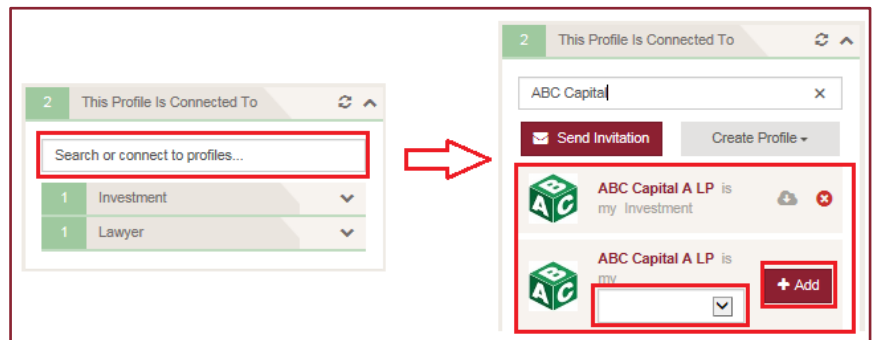 2 This Profile Is Connected To
Search or connect to profiles...
1 Investment
1 Lawyer
2 This Profile Is Connected To
ABC Capital
Send Invitation
Create Profile
ABC
ABC Capital A LP is
my Investment
ABC
ABC Capital A LP is
my
+ Add